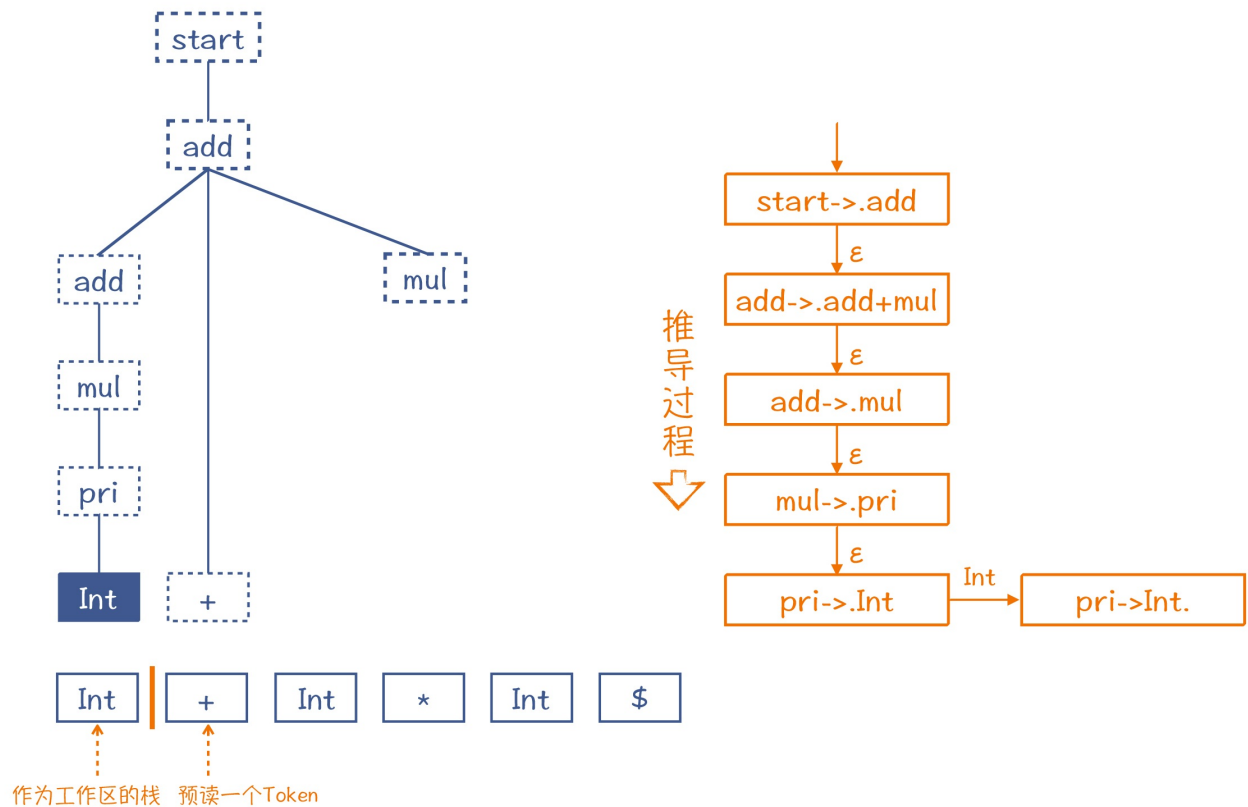 start
add
add
mul
mul
pri
Int
+
Int
+
Int
*
Int
$
作为工作区的栈
预读一个Token
推导过程
start->.add
ε
add->.add+mul
ε
add->.mul
ε
mul->.pri
ε
pri->.Int
Int
pri->Int.